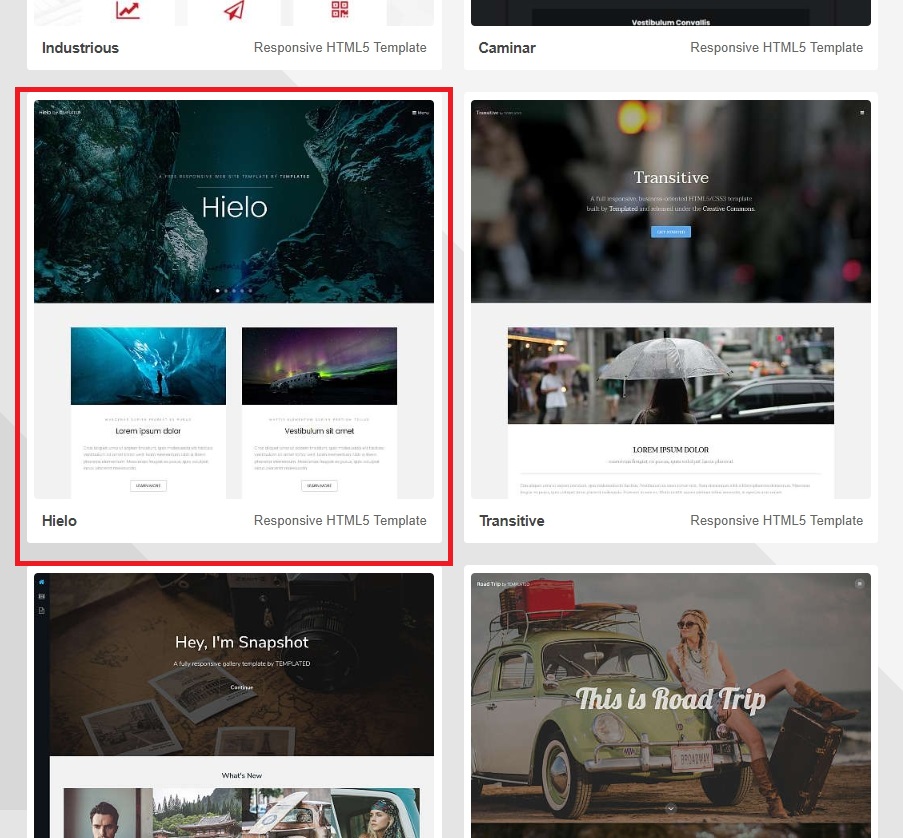 Vestibulum Convallis
Industrious
Responsive HTML5 Template
Caminar
Responsive HTML5 Template
Hielo by TEMPLATED
Menu
A FREE RESPONSIVE WEB SITE TEMPLATE BY TEMPLATED
Hielo
Lorem ipsum dolor
Vestibulum sit amet
LEARN MORE
LEARN MORE
Hielo
Responsive HTML5 Template
Transitive by TEMPLATED
Transitive
A full responsive, business-oriented HTML5/CSS3 template
built by Templated and released under the Creative Commons.
GET STARTED
LOREM IPSUM DOLOR
Transitive
Responsive HTML5 Template
Hey, I'm Snapshot
A fully responsive gallery template by TEMPLATED
Continue
What's New
Road Trip by TEMPLATED
This is Road Trip
BROADWAY